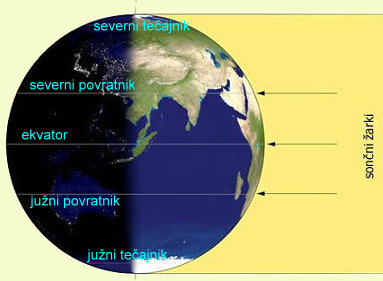 severni tečajnik
severni povratnik
ekvator
sončni žarki
južni povratnik
južni tečajnik